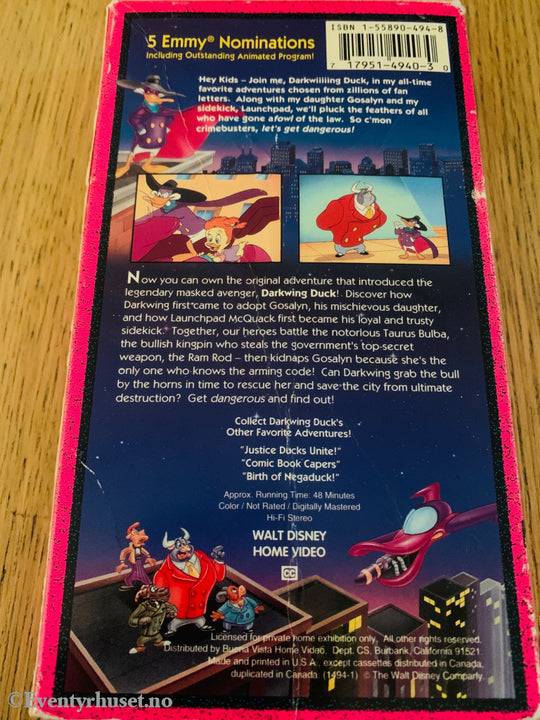 5 Emmy® Nominations
Including Outstanding Animated Program!
ISBN 1-55890-494-8
7 17951-4940-3 0
Hey Kids – Join me, Darkwiiiiing Duck, in my all-time
favorite adventures chosen from zillions of fan
letters. Along with my daughter Gosalyn and my
sidekick, Launchpad, we'll pluck the feathers of all
who have gone afowl of the law. So c'mon
crimebusters, let's get dangerous!
Now you can own the original adventure that introduced the
legendary masked avenger, Darkwing Duck! Discover how
Darkwing first came to adopt Gosalyn, his mischievous daughter,
and how Launchpad McQuack first became his loyal and trusty
sidekick. Together, our heroes battle the notorious Taurus Bulba,
the bullish kingpin who steals the government's top-secret
weapon, the Ram Rod – then kidnaps Gosalyn because she's the
only one who knows the arming code! Can Darkwing grab the bull
by the horns in time to rescue her and save the city from ultimate
destruction? Get dangerous and find out!
Collect Darkwing Duck's
Other Favorite Adventures!
"Justice Ducks Unite!"
"Comic Book Capers"
"Birth of Negaduck!"
Approx. Running Time: 48 Minutes
Color / Not Rated / Digitally Mastered
Hi-Fi Stereo
WALT DISNEY
HOME VIDEO
CC
Licensed for private home exhibition only. All other rights reserved.
Distributed by Buena Vista Home Video. Dept. CS, Burbank, California 91521.
Made and printed in U.S.A., except cassettes distributed in Canada,
duplicated in Canada. (1494-1) © The Walt Disney Company
©Eventyrhuset.no